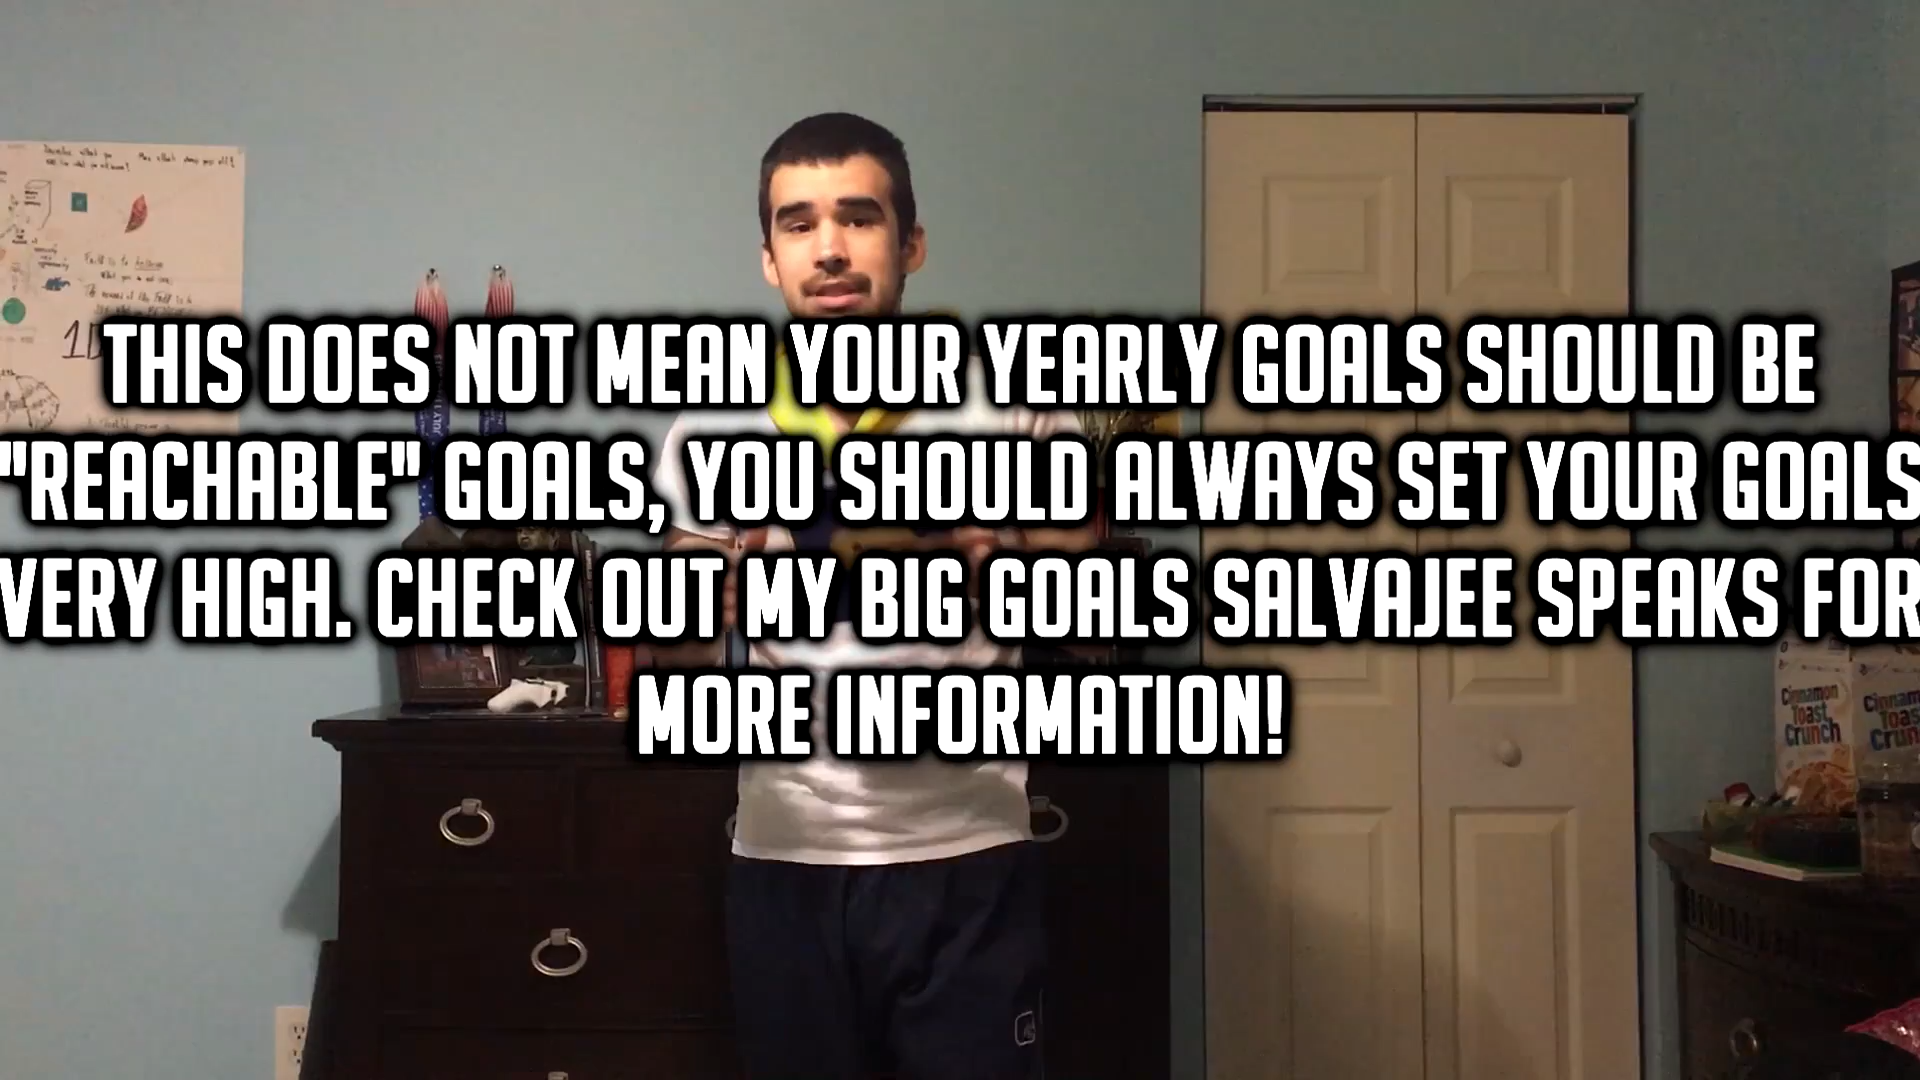 THIS DOES NOT MEAN YOUR YEARLY GOALS SHOULD BE
"REACHABLE" GOALS, YOU SHOULD ALWAYS SET YOUR GOALS
VERY HIGH. CHECK OUT MY BIG GOALS SALVAJEE SPEAKS FOR
MORE INFORMATION!
Cinnamon
Toast
Crunch